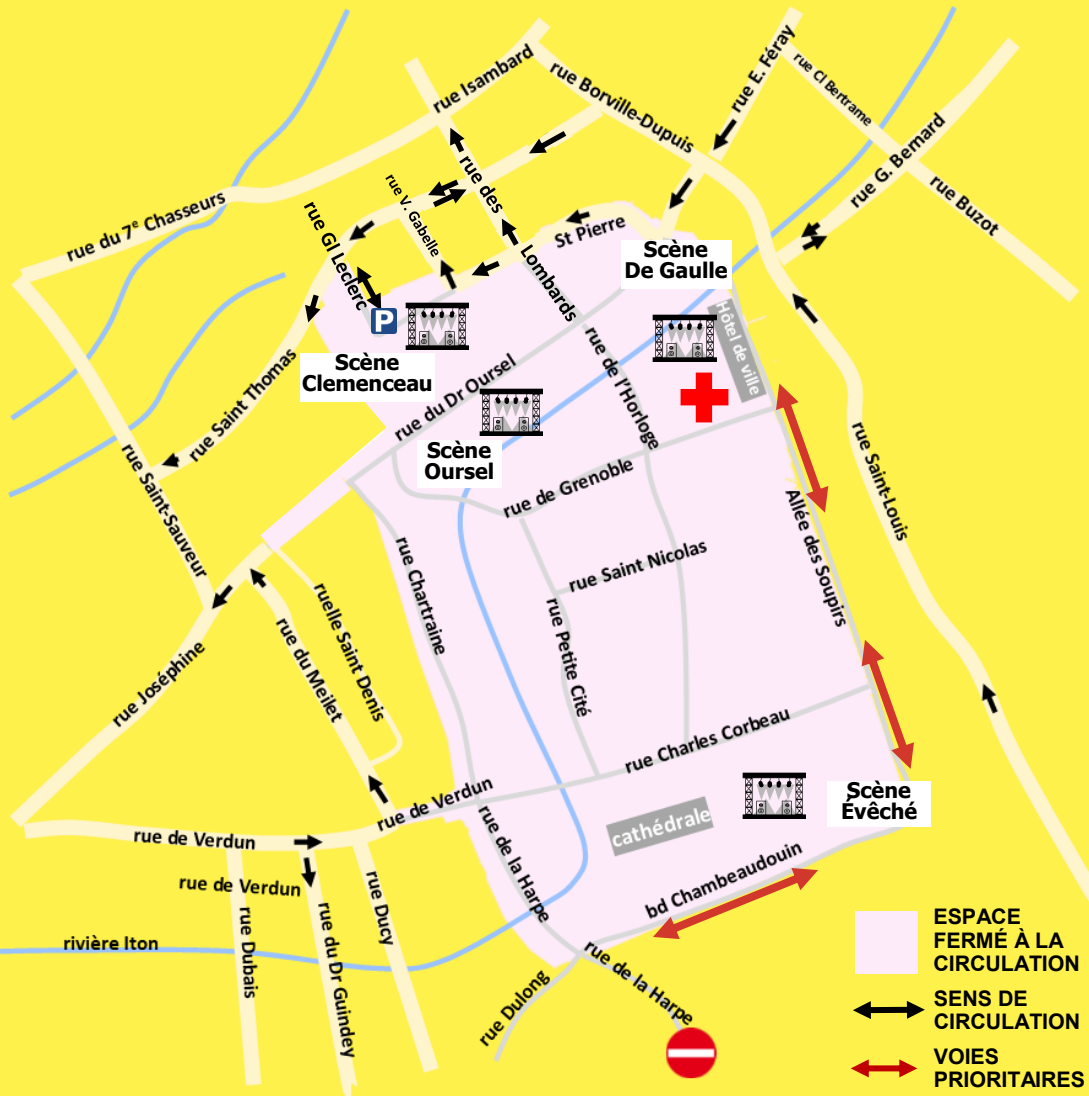 rue Isambard
rue Borville-Dupuis
rue E. Féray
rue Cl Bertrame
rue G. Bernard
rue Buzot
rue du 7e Chasseurs
rue des
Lombards
rue V. Gabelle
rue Gl Leclerc
St Pierre
Scène
De Gaulle
P
Scène
Clemenceau
Hôtel de ville
rue Saint Thomas
rue du Dr Oursel
rue de l'Horloge
Scène
Oursel
rue de Grenoble
rue Saint-Sauveur
rue Saint-Louis
Allée des Soupirs
rue Chartraine
rue Saint Nicolas
rue Petite Cité
ruelle Saint Denis
rue du Meilet
rue Joséphine
rue Charles Corbeau
Scène
Évêché
rue de Verdun
rue de Verdun
rue de Verdun
cathédrale
rue de la Harpe
bd Chambeaudouin
rue Ducy
rue Dubais
rue du Dr Guindey
rivière Iton
rue Dulong
rue de la Harpe
ESPACE
FERMÉ À LA
CIRCULATION
SENS DE
CIRCULATION
VOIES
PRIORITAIRES